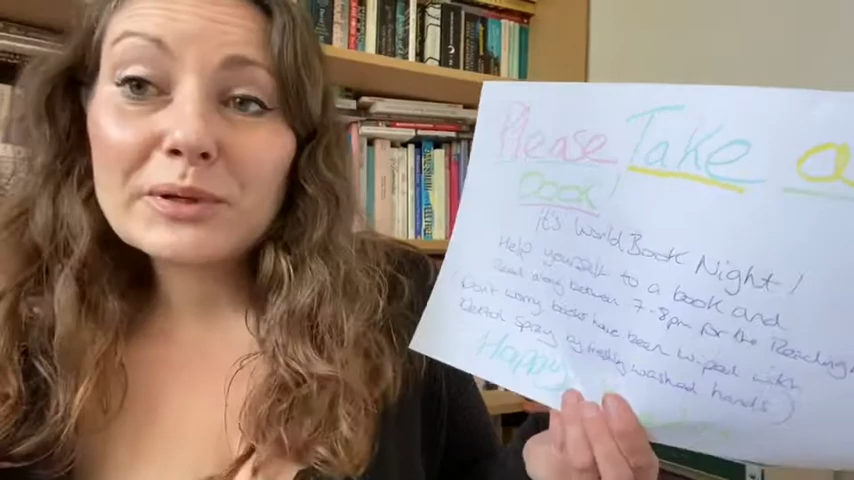 Please Take a
Book!
It's World Book Night!
Help yourself to a book and
Read along between 7-8pm for the Reading
Don't worry books have been wiped with
Dettol Spray by freshly washed hands
Happy